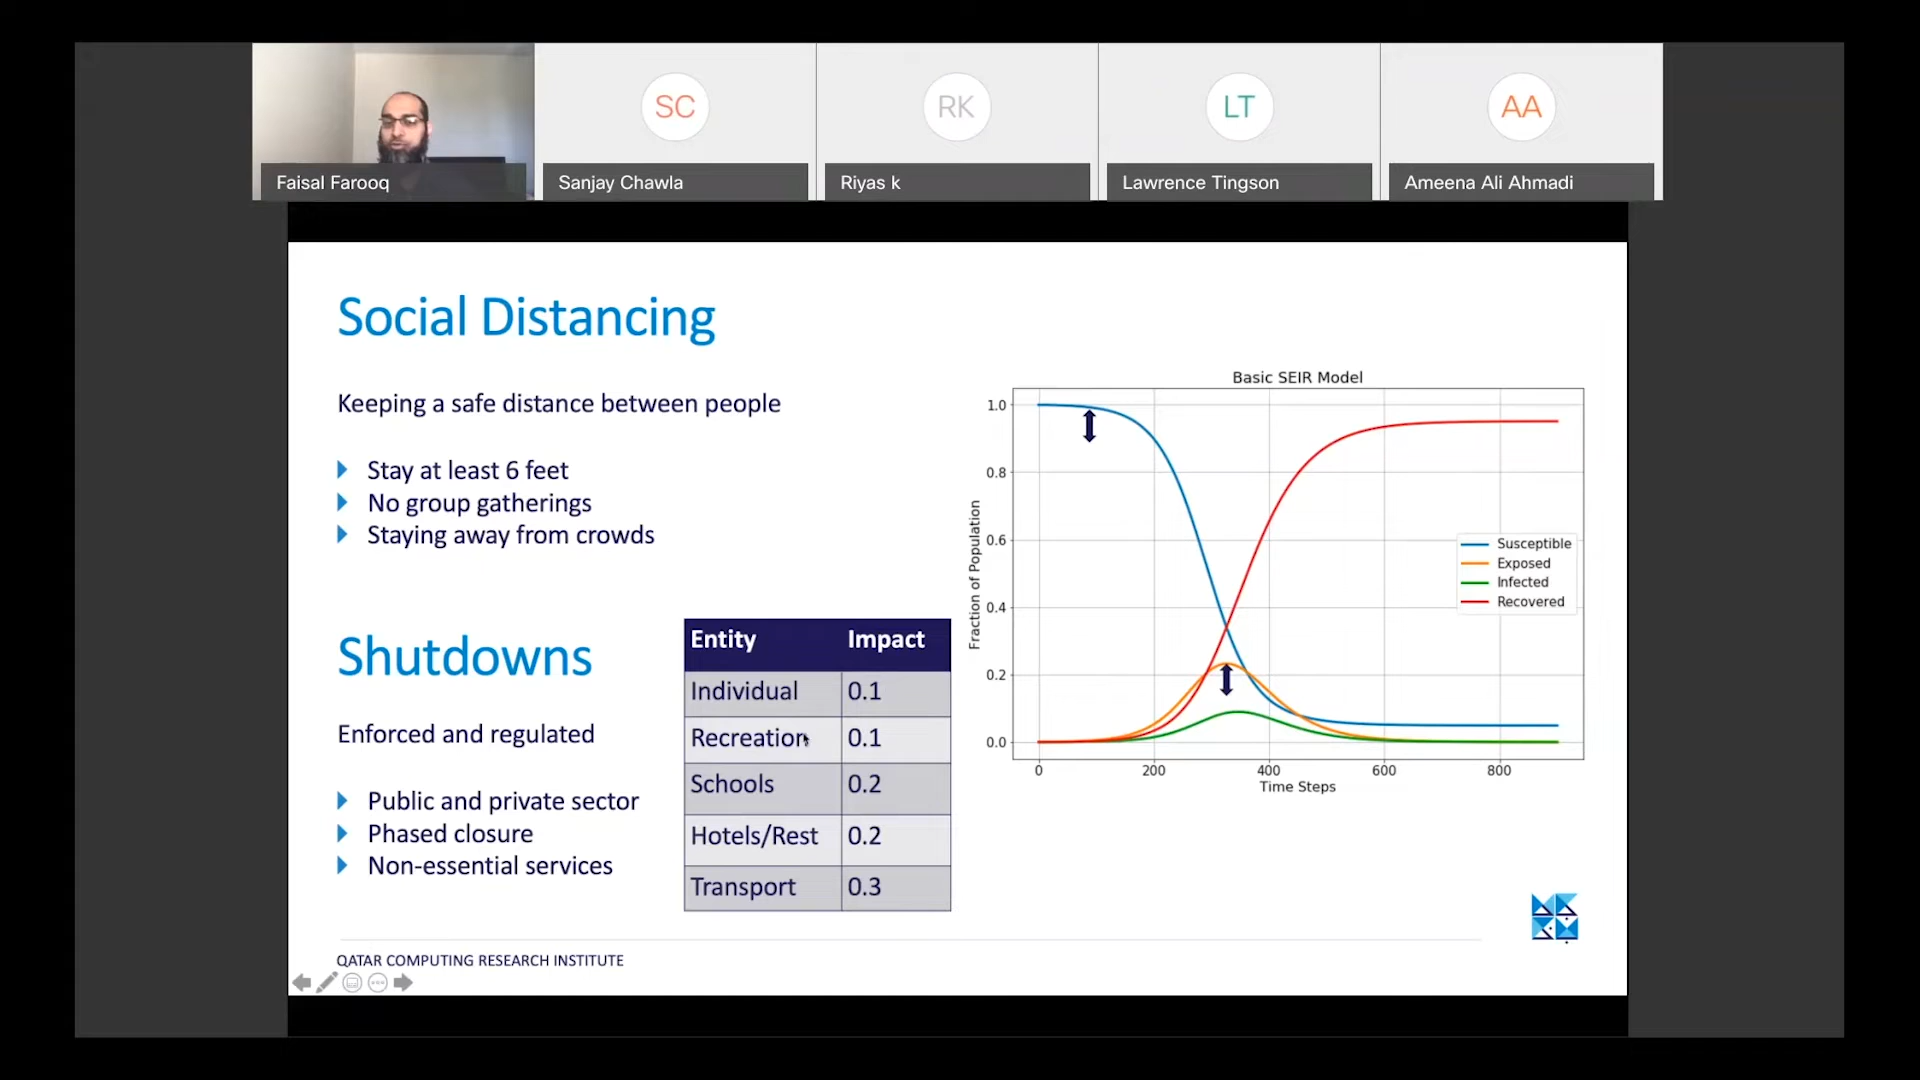 SC
RK
LT
AA
Faisal Farooq
Sanjay Chawla
Riyas k
Lawrence Tingson
Ameena Ali Ahmadi
Social Distancing
Keeping a safe distance between people
Stay at least 6 feet
No group gatherings
Staying away from crowds
Shutdowns
Enforced and regulated
Public and private sector
Phased closure
Non-essential services
Entity Impact
Individual 0.1
Recreation 0.1
Schools 0.2
Hotels/Rest 0.2
Transport 0.3
Basic SEIR Model
Fraction of Population
1.0
0.8
0.6
0.4
0.2
0.0
Susceptible
Exposed
Infected
Recovered
0 200 400 600 800
Time Steps
QATAR COMPUTING RESEARCH INSTITUTE